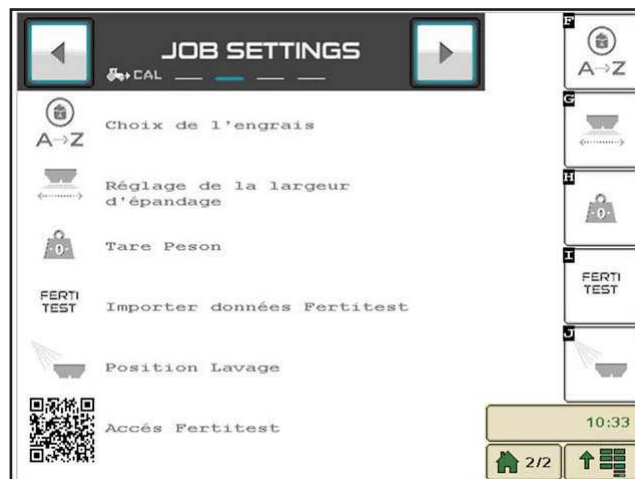 JOB SETTINGS
CAL
A→Z
Choix de l'engrais
Réglage de la largeur
d'épandage
·0·
Tare Peson
FERTI
TEST
Importer données Fertitest
Position Lavage
Accés Fertitest
F
A→Z
G
H
·0·
I
FERTI
TEST
J
10:33
2/2